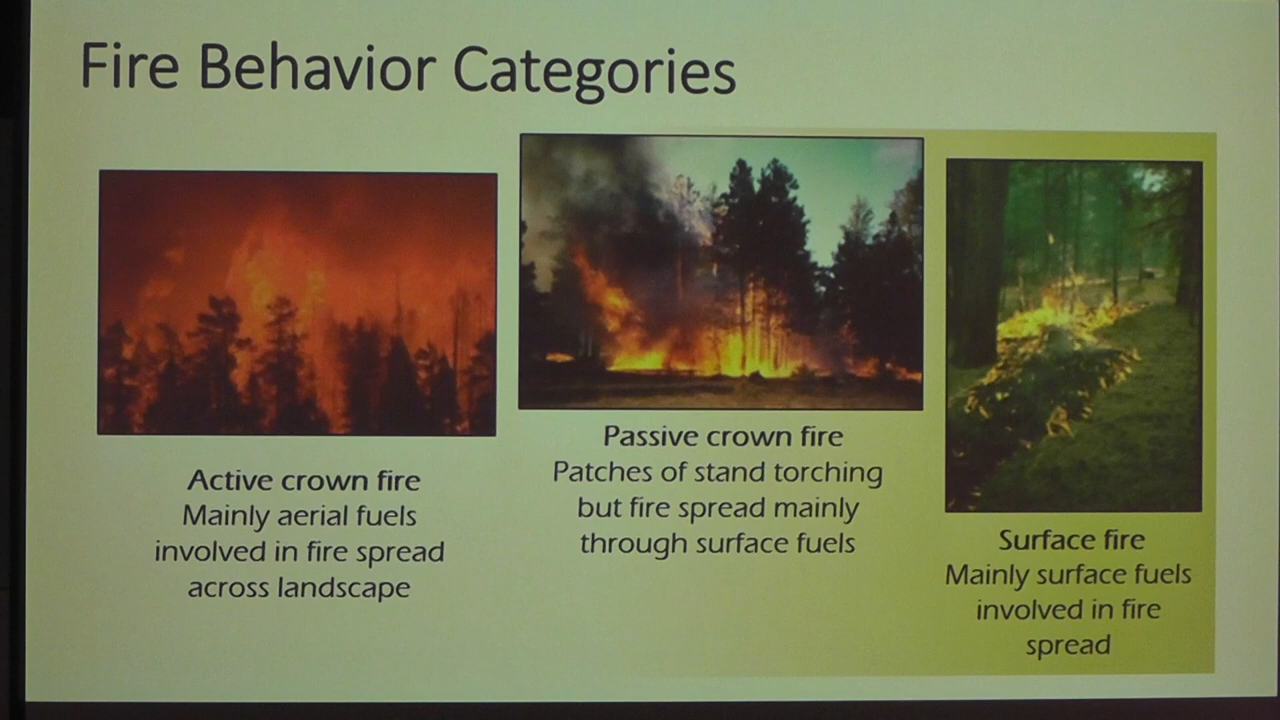 Fire Behavior Categories
Active crown fire
Mainly aerial fuels
involved in fire spread
across landscape
Passive crown fire
Patches of stand torching
but fire spread mainly
through surface fuels
Surface fire
Mainly surface fuels
involved in fire
spread